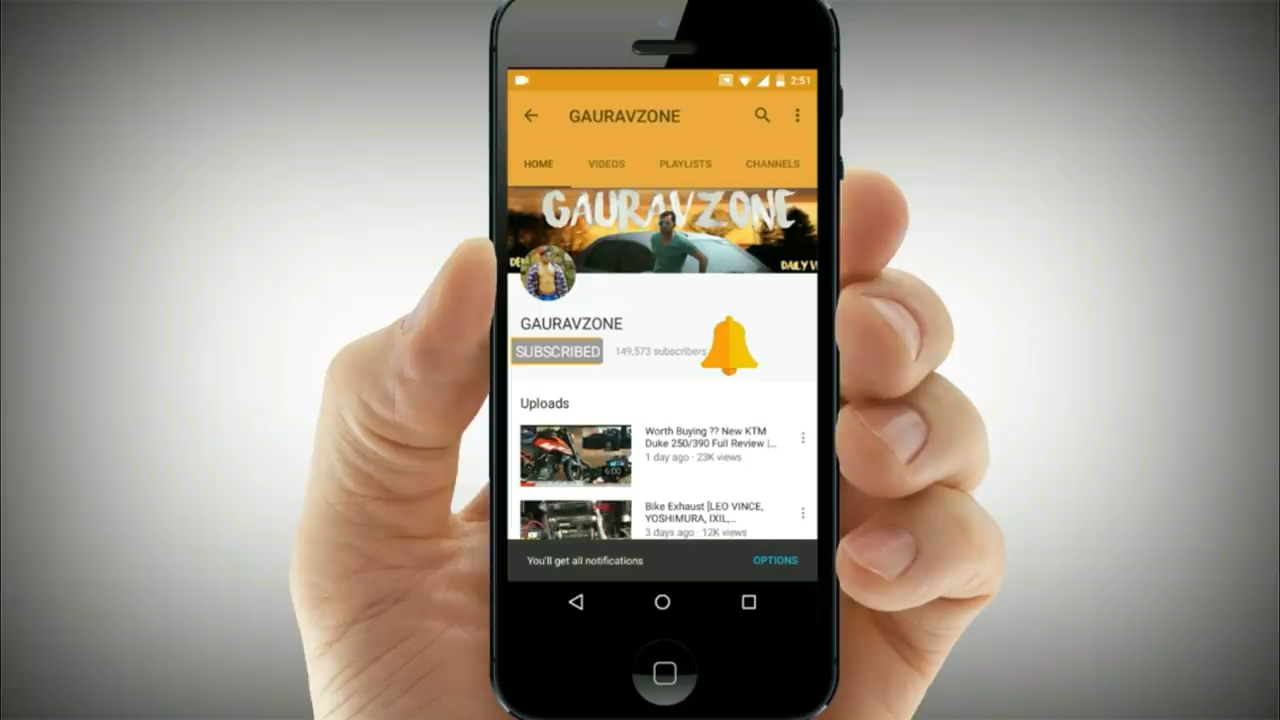 2:51
GAURAVZONE
HOME VIDEOS PLAYLISTS CHANNELS
GAURAVZONE
DAILY
GAURAVZONE
SUBSCRIBED 149,573 subscribers
Uploads
Worth Buying ?? New KTM
Duke 250/390 Full Review |...
1 day ago · 23K views
6:00
Bike Exhaust [LEO VINCE,
YOSHIMURA, IXIL,...
3 days ago · 12K views
You'll get all notifications OPTIONS